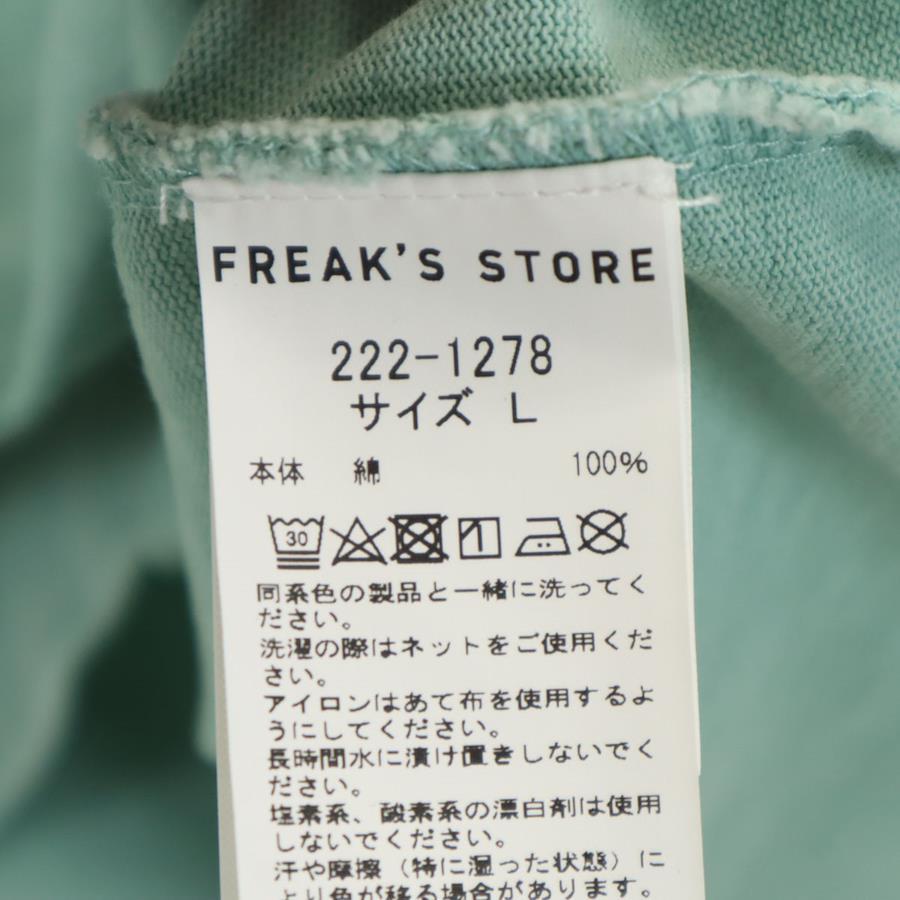 FREAK'S STORE
222-1278
サイズ L
本体 綿 100%
30
同系色の製品と一緒に洗ってく
ださい。
洗濯の際はネットをご使用くだ
さい。
アイロンはあて布を使用するよ
うにしてください。
長時間水に漬け置きしないでく
ださい。
塩素系、酸素系の漂白剤は使用
しないでください。
汗や摩擦（特に湿った状態）に
より色が移る場合があります。